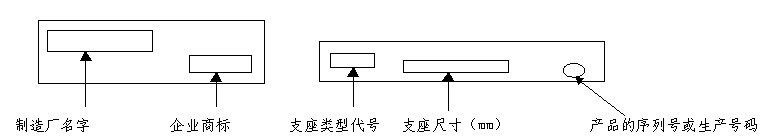 制造厂名字
企业商标
支座类型代号
支座尺寸（mm）
产品的序列号或生产号码